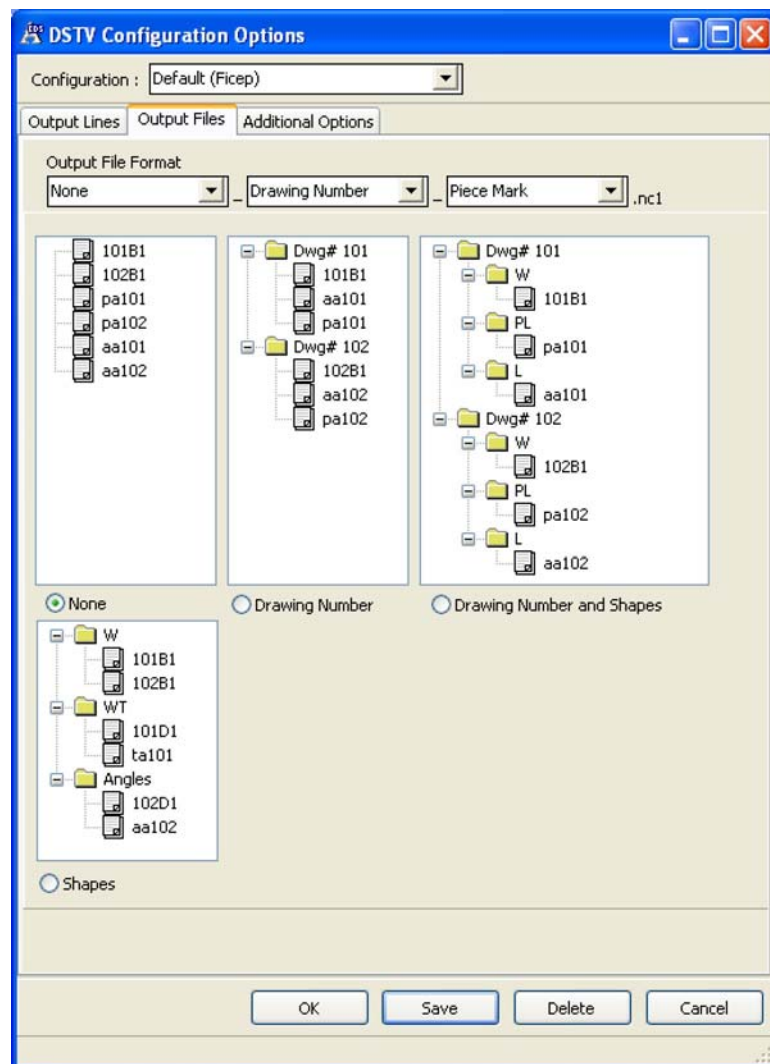 EDS DSTV Configuration Options
Configuration : Default (Ficep)
Output Lines Output Files Additional Options
Output File Format
None _ Drawing Number _ Piece Mark .nc1
101B1
102B1
pa101
pa102
aa101
aa102
None
Dwg# 101
101B1
aa101
pa101
Dwg# 102
102B1
aa102
pa102
Drawing Number
Dwg# 101
W
101B1
PL
pa101
L
aa101
Dwg# 102
W
102B1
PL
pa102
L
aa102
Drawing Number and Shapes
W
101B1
102B1
WT
101D1
ta101
Angles
102D1
aa102
Shapes
OK Save Delete Cancel